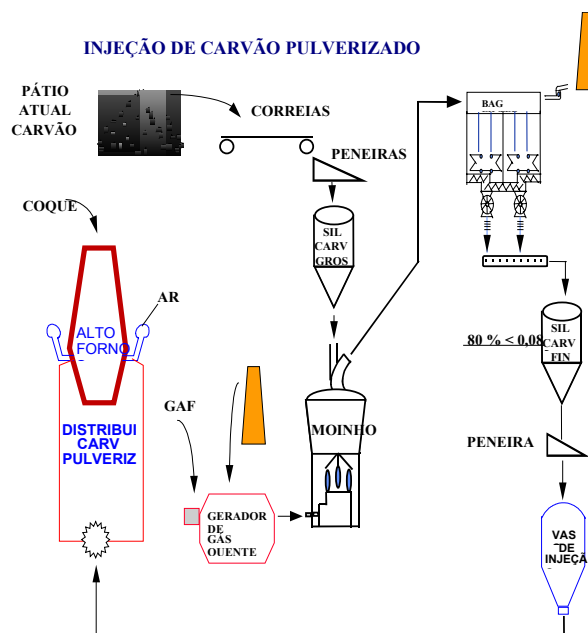 INJEÇÃO DE CARVÃO PULVERIZADO
PÁTIO
ATUAL
CARVÃO
CORREIAS
PENEIRAS
BAG
COQUE
SIL
CARV
GROS
AR
ALTO
FORNO
80 % < 0,08
SIL
CARV
FIN
DISTRIBUI
CARV
PULVERIZ
GAF
MOINHO
PENEIRA
GERADOR
DE
GÁS
QUENTE
VAS
DE
INJEÇÃ